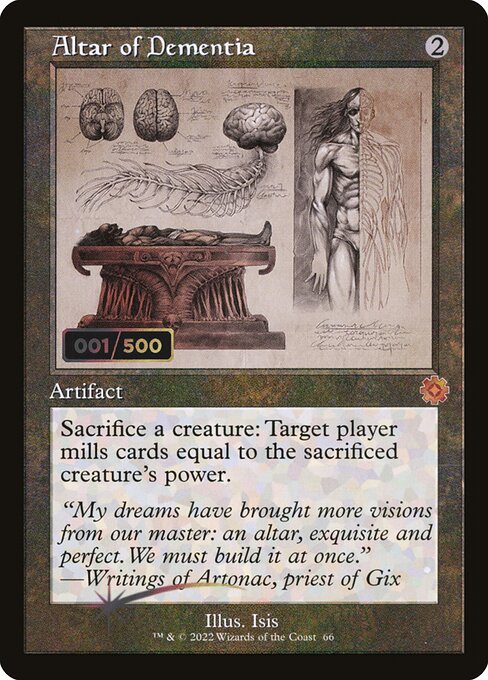 Altar of Dementia 2
001/500
Artifact
Sacrifice a creature: Target player
mills cards equal to the sacrificed
creature's power.
“My dreams have brought more visions
from our master: an altar, exquisite and
perfect. We must build it at once.”
—Writings of Artonac, priest of Gix
Illus. Isis
™ & © 2022 Wizards of the Coast 66